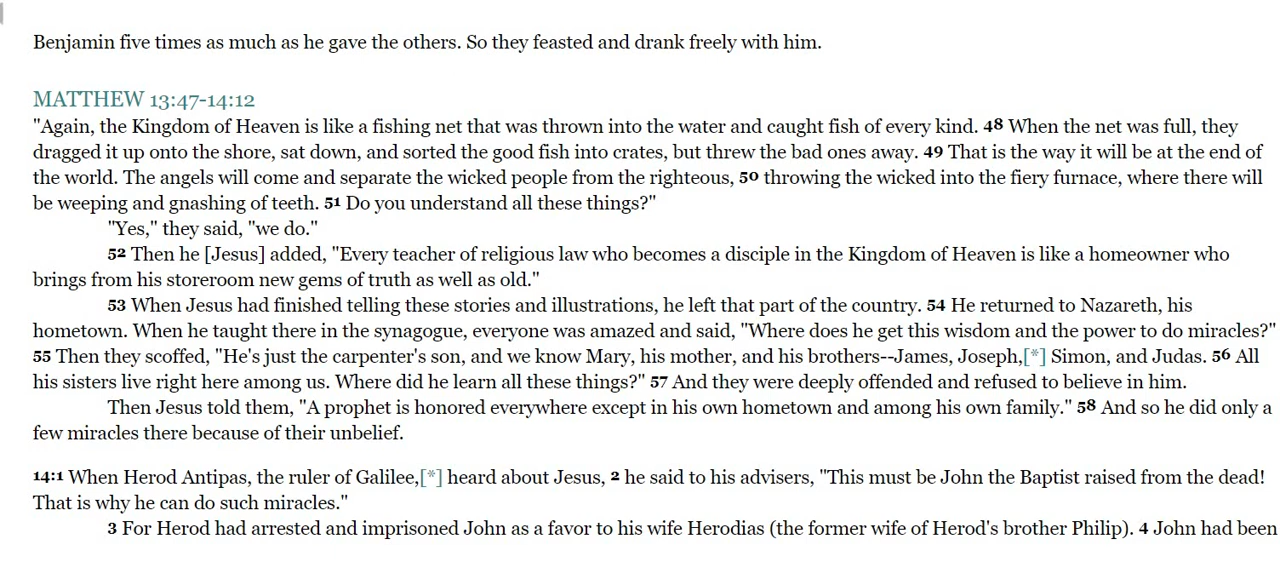 Benjamin five times as much as he gave the others. So they feasted and drank freely with him.
MATTHEW 13:47-14:12
"Again, the Kingdom of Heaven is like a fishing net that was thrown into the water and caught fish of every kind. 48 When the net was full, they
dragged it up onto the shore, sat down, and sorted the good fish into crates, but threw the bad ones away. 49 That is the way it will be at the end of
the world. The angels will come and separate the wicked people from the righteous, 50 throwing the wicked into the fiery furnace, where there will
be weeping and gnashing of teeth. 51 Do you understand all these things?"
"Yes," they said, "we do."
52 Then he [Jesus] added, "Every teacher of religious law who becomes a disciple in the Kingdom of Heaven is like a homeowner who
brings from his storeroom new gems of truth as well as old."
53 When Jesus had finished telling these stories and illustrations, he left that part of the country. 54 He returned to Nazareth, his
hometown. When he taught there in the synagogue, everyone was amazed and said, "Where does he get this wisdom and the power to do miracles?"
55 Then they scoffed, "He's just the carpenter's son, and we know Mary, his mother, and his brothers--James, Joseph,[*] Simon, and Judas. 56 All
his sisters live right here among us. Where did he learn all these things?" 57 And they were deeply offended and refused to believe in him.
Then Jesus told them, "A prophet is honored everywhere except in his own hometown and among his own family." 58 And so he did only a
few miracles there because of their unbelief.
14:1 When Herod Antipas, the ruler of Galilee,[*] heard about Jesus, 2 he said to his advisers, "This must be John the Baptist raised from the dead!
That is why he can do such miracles."
3 For Herod had arrested and imprisoned John as a favor to his wife Herodias (the former wife of Herod's brother Philip). 4 John had been